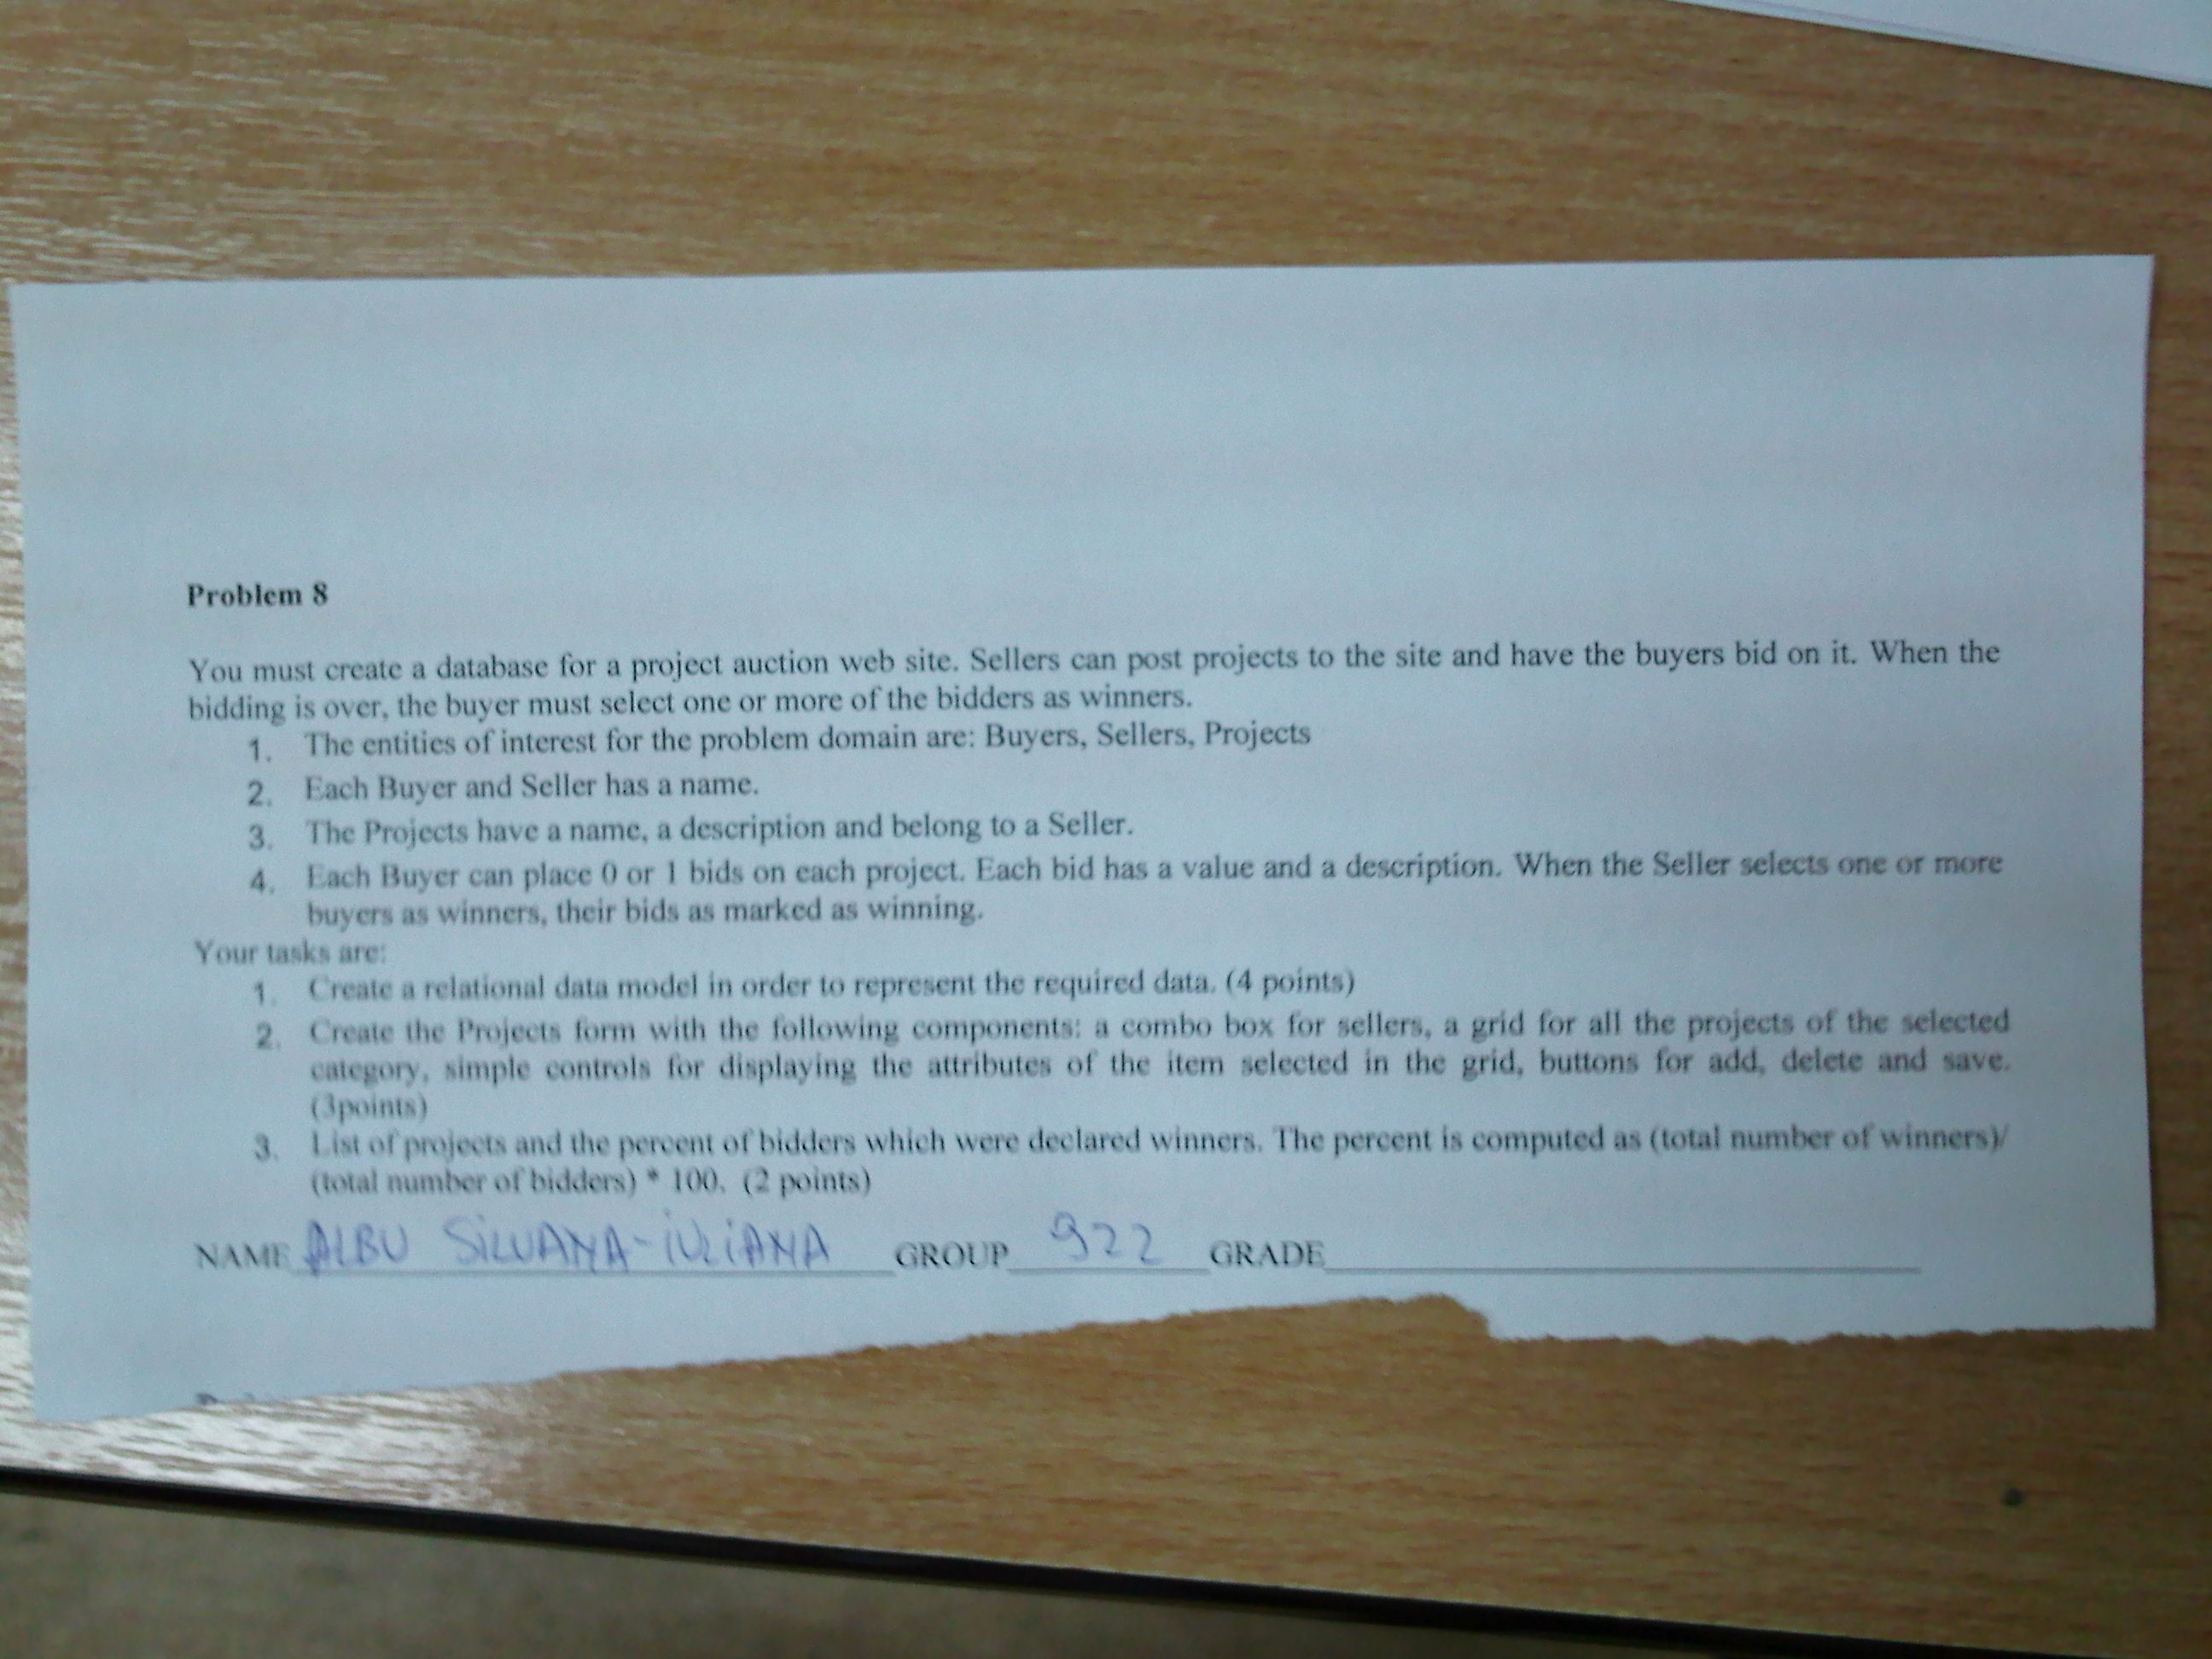 Problem 8
You must create a database for a project auction web site. Sellers can post projects to the site and have the buyers bid on it. When the
bidding is over, the buyer must select one or more of the bidders as winners.
1. The entities of interest for the problem domain are: Buyers, Sellers, Projects
2. Each Buyer and Seller has a name.
3. The Projects have a name, a description and belong to a Seller.
4. Each Buyer can place 0 or 1 bids on each project. Each bid has a value and a description. When the Seller selects one or more
buyers as winners, their bids as marked as winning.
Your tasks are:
1. Create a relational data model in order to represent the required data. (4 points)
2. Create the Projects form with the following components: a combo box for sellers, a grid for all the projects of the selected
category, simple controls for displaying the attributes of the item selected in the grid, buttons for add, delete and save.
(3points)
3. List of projects and the percent of bidders which were declared winners. The percent is computed as (total number of winners)/
(total number of bidders) * 100. (2 points)
NAME ALBU SILVANA-IULIANA GROUP 922 GRADE